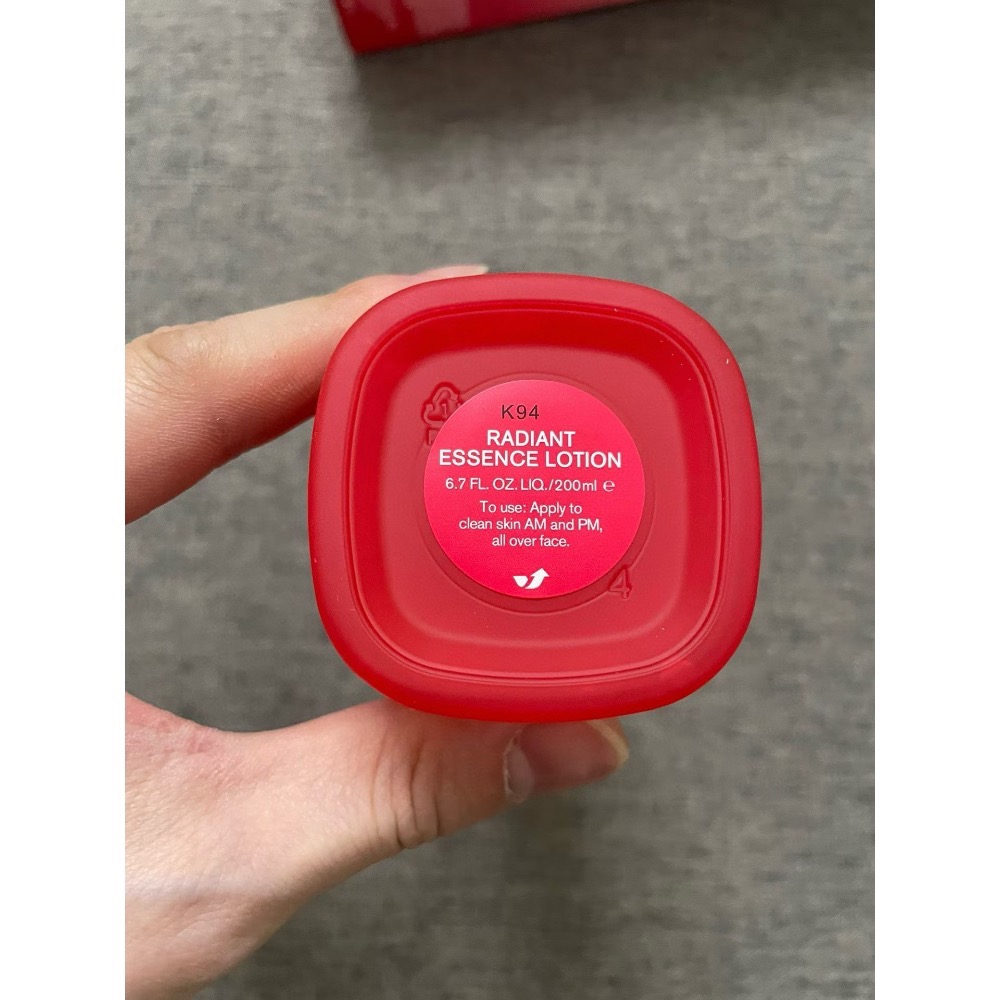 K94
RADIANT
ESSENCE LOTION
6.7 FL. OZ. LIQ./200ml ℮
To use: Apply to
clean skin AM and PM,
all over face.
4